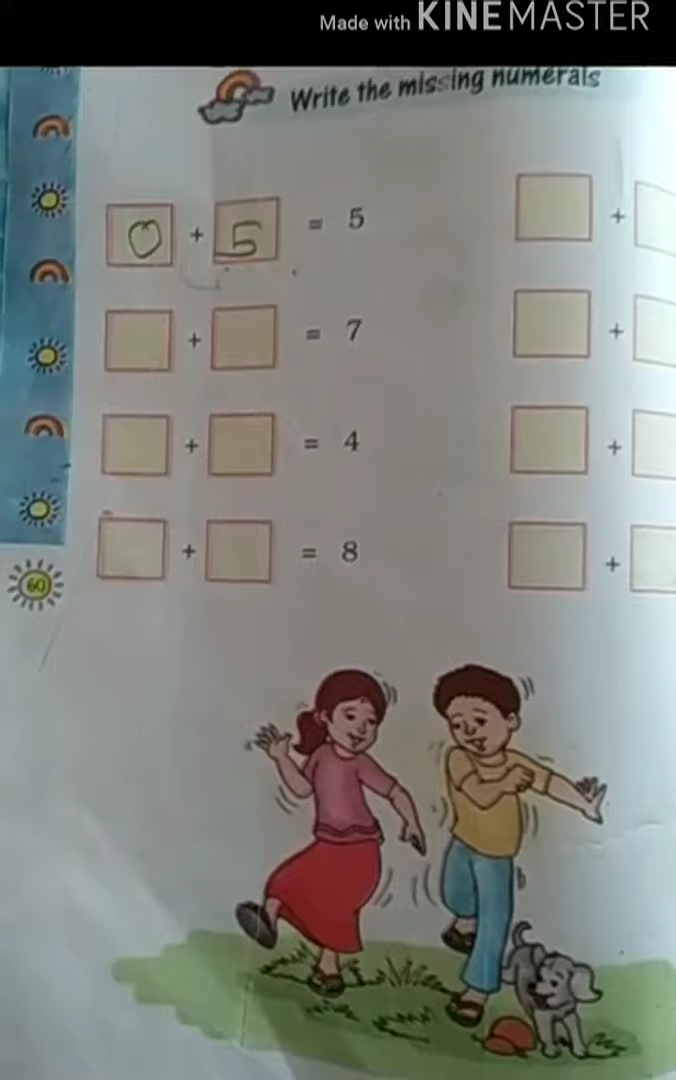 Made with KINEMASTER
Write the missing numerals
0 + 5 = 5
+
+ = 7
+
+ = 4
+
+ = 8
+
60